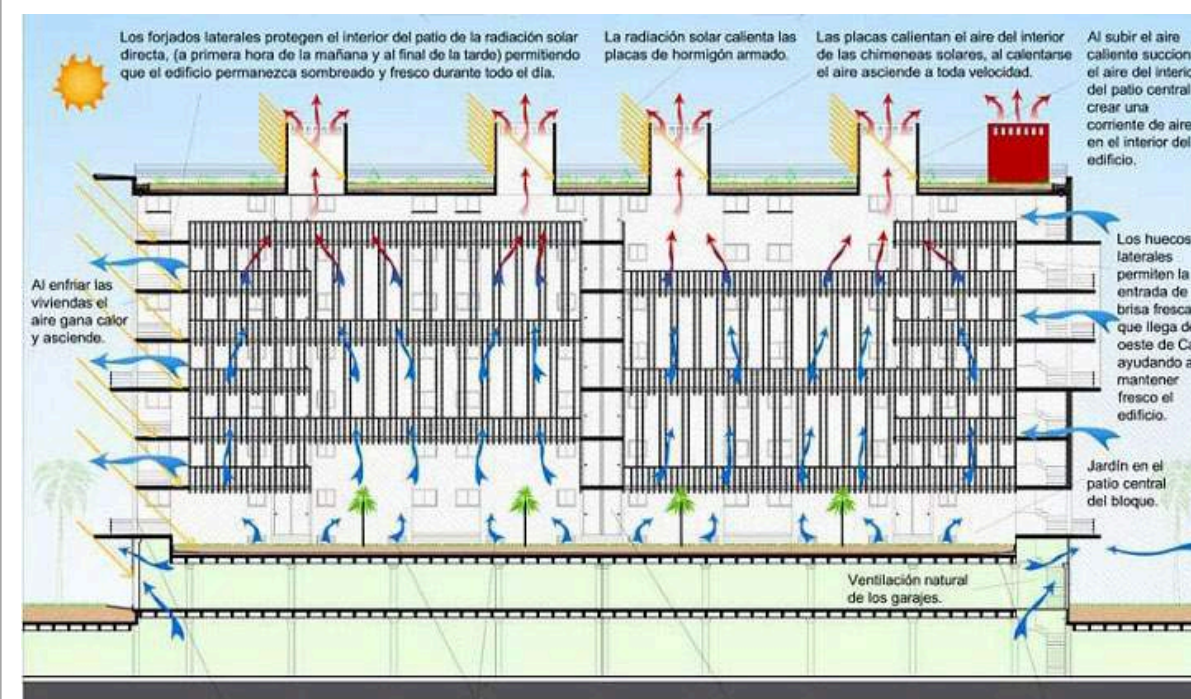 Los forjados laterales protegen el interior del patio de la radiación solar
directa, (a primera hora de la mañana y al final de la tarde) permitiendo
que el edificio permanezca sombreado y fresco durante todo el día.
La radiación solar calienta las
placas de hormigón armado.
Las placas calientan el aire del interior
de las chimeneas solares, al calentarse
el aire asciende a toda velocidad.
Al subir el aire
caliente succion
el aire del interio
del patio central
crear una
corriente de aire
en el interior del
edificio.
Al enfriar las
viviendas el
aire gana calor
y asciende.
Los huecos
laterales
permiten la
entrada de
brisa fresca
que llega de
oeste de Ca
ayudando a
mantener
fresco el
edificio.
Jardín en el
patio central
del bloque.
Ventilación natural
de los garajes.